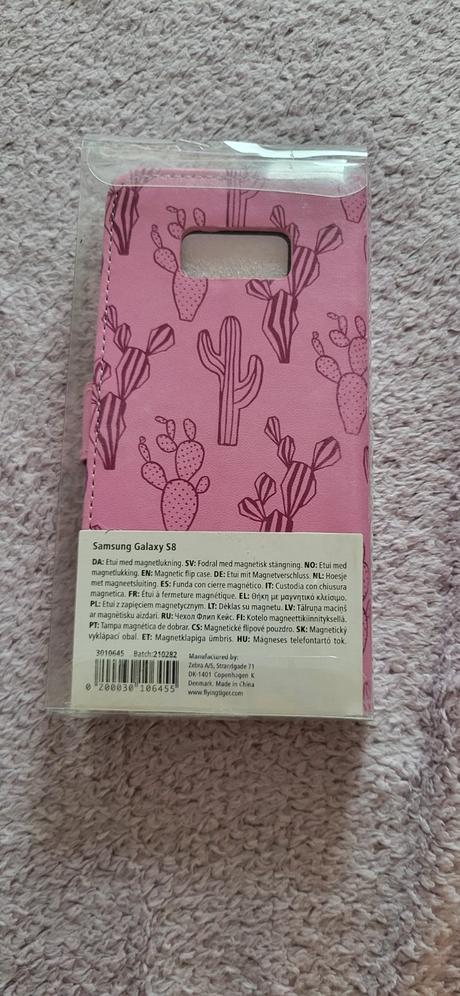 Samsung Galaxy S8
DA: Etui med magnetlukning. SV: Fodral med magnetisk stängning. NO: Etui med
magnetlukking. EN: Magnetic flip case. DE: Etui mit Magnetverschluss. NL: Hoesje
met magneetsluiting. ES: Funda con cierre magnético. IT: Custodia con chiusura
magnetica. FR: Étui à fermeture magnétique. EL: Θήκη με μαγνητικό κλείσιμο.
PL: Etui z zapięciem magnetycznym. LT: Dėklas su magnetu. LV: Tālruņa maciņš
ar magnētisku aizdari. RU: Чехол Флип Кейс. FI: Kotelo magneettikiinnityksellä.
PT: Tampa magnética de dobrar. CS: Magnetické flipové pouzdro. SK: Magnetický
vyklápací obal. ET: Magnetklapiga ümbris. HU: Mágneses telefontartó tok.
3010645 Batch:210282
0 200030 106455
Manufactured by:
Zebra A/S, Strandgade 71
DK-1401 Copenhagen K
Denmark. Made in China
www.flyingtiger.com